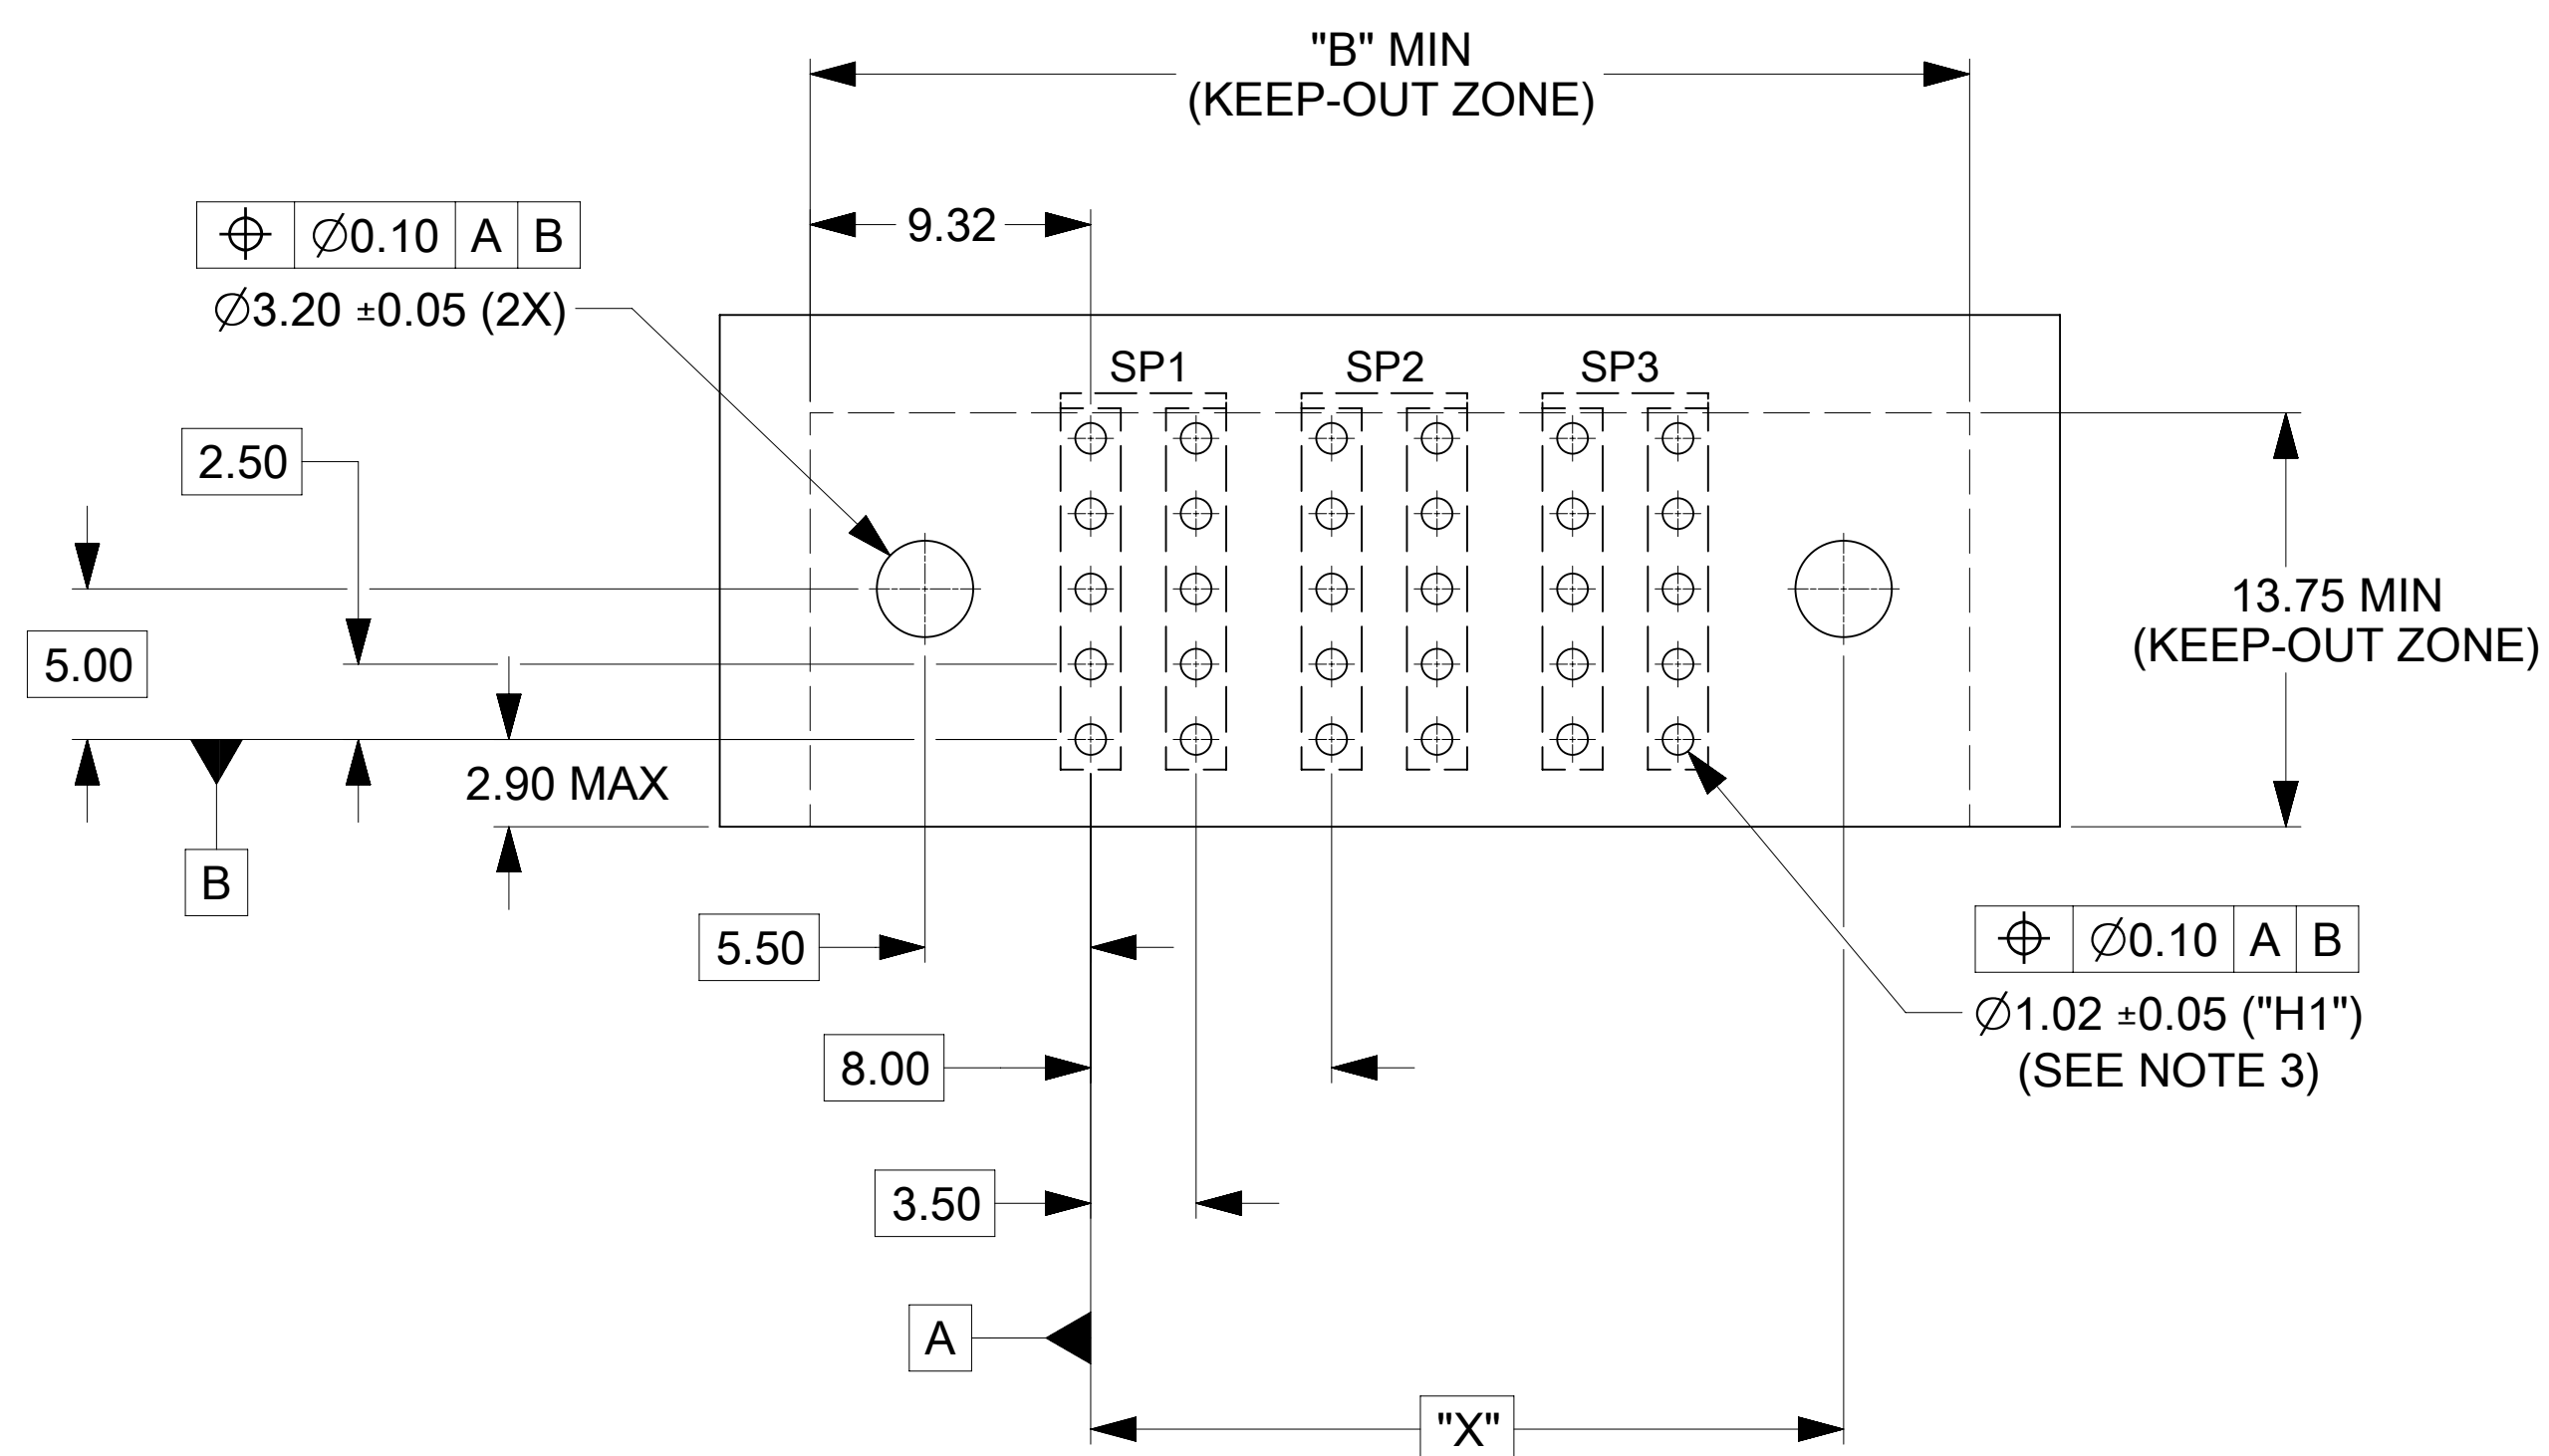 "B" MIN
(KEEP-OUT ZONE)
9.32
⌖ ∅0.10 A B
∅3.20 ±0.05 (2X)
SP1 SP2 SP3
2.50
5.00
13.75 MIN
(KEEP-OUT ZONE)
2.90 MAX
B
5.50
⌖ ∅0.10 A B
∅1.02 ±0.05 ("H1")
(SEE NOTE 3)
8.00
3.50
A
"X"